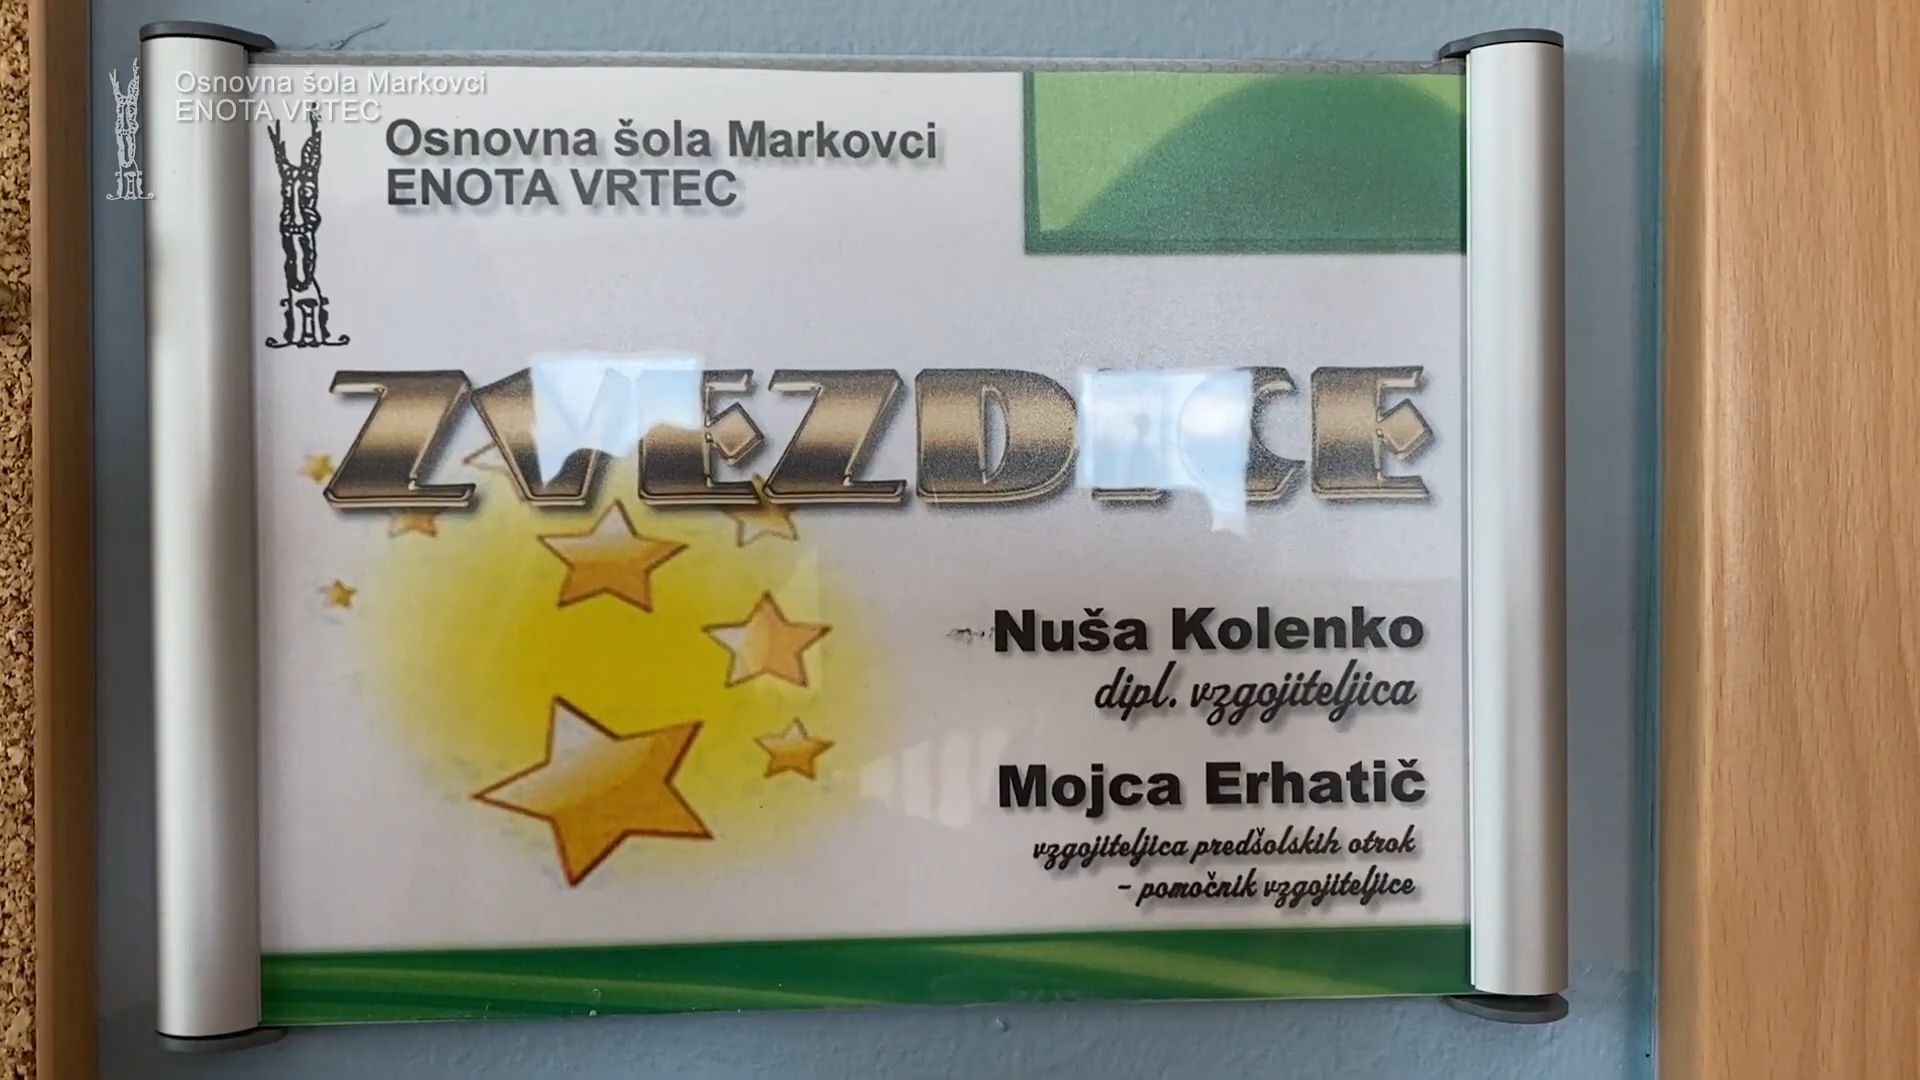 Osnovna šola Markovci
ENOTA VRTEC
Osnovna šola Markovci
ENOTA VRTEC
ZVEZDICE
Nuša Kolenko
dipl. vzgojiteljica
Mojca Erhatič
vzgojiteljica predšolskih otrok
- pomočnik vzgojiteljice